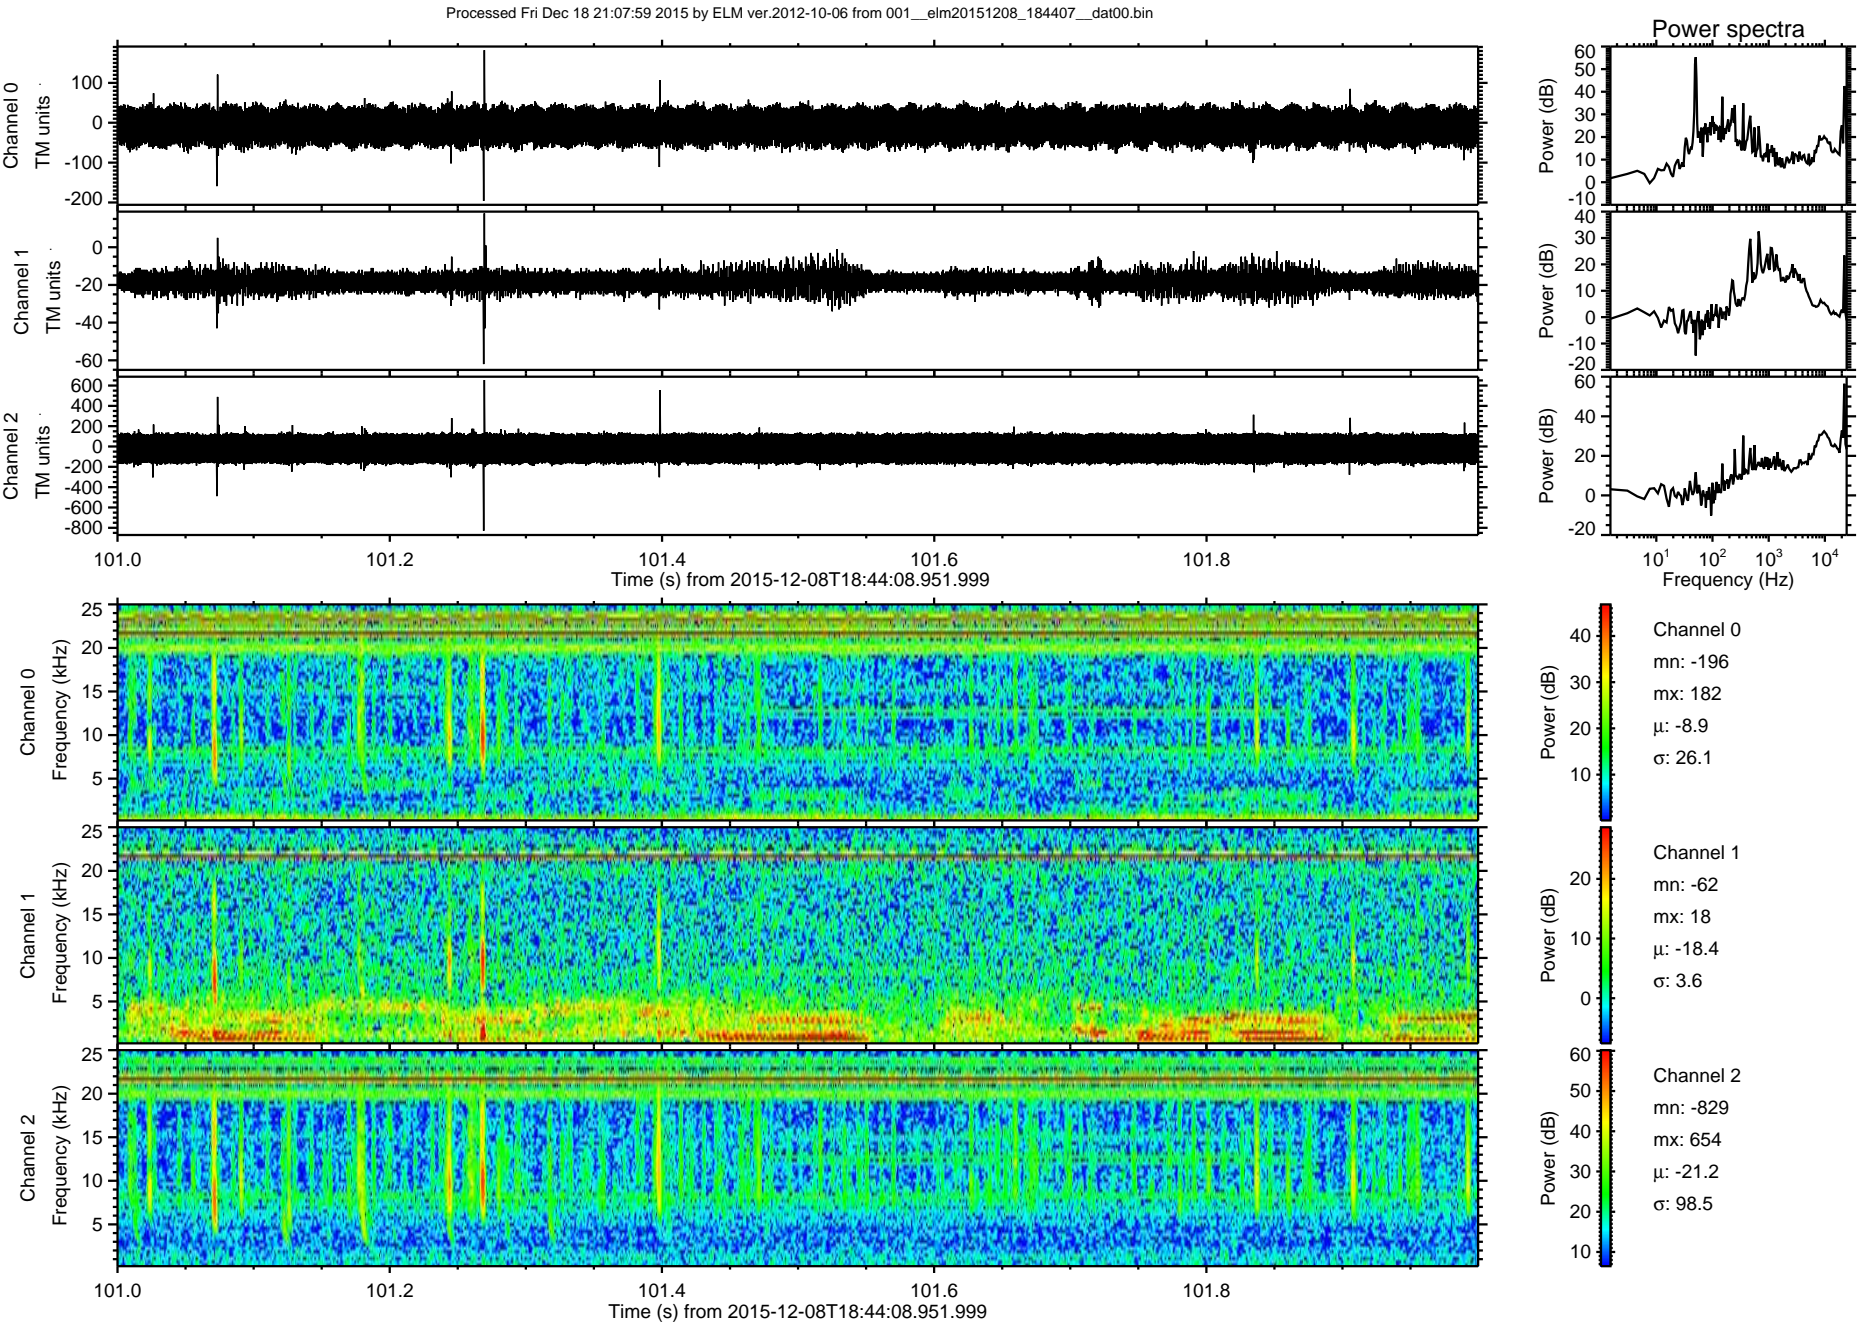 Processed Fri Dec 18 21:07:59 2015 by ELM ver.2012-10-06 from 001__elm20151208_184407__dat00.bin
Power spectra
Channel 0
TM units
100
0
-100
-200
Power (dB)
60
50
40
30
20
10
0
-10
Channel 1
TM units
0
-20
-40
-60
Power (dB)
40
30
20
10
0
-10
-20
Channel 2
TM units
600
400
200
0
-200
-400
-600
-800
Power (dB)
60
40
20
0
-20
101.0 101.2 101.4 101.6 101.8
Time (s) from 2015-12-08T18:44:08.951.999
10¹ 10² 10³ 10⁴
Frequency (Hz)
Channel 0
Frequency (kHz)
25
20
15
10
5
Power (dB)
40
30
20
10
Channel 0
mn: -196
mx: 182
μ: -8.9
σ: 26.1
Channel 1
Frequency (kHz)
25
20
15
10
5
Power (dB)
20
10
0
Channel 1
mn: -62
mx: 18
μ: -18.4
σ: 3.6
Channel 2
Frequency (kHz)
25
20
15
10
5
Power (dB)
60
50
40
30
20
10
Channel 2
mn: -829
mx: 654
μ: -21.2
σ: 98.5
101.0 101.2 101.4 101.6 101.8
Time (s) from 2015-12-08T18:44:08.951.999